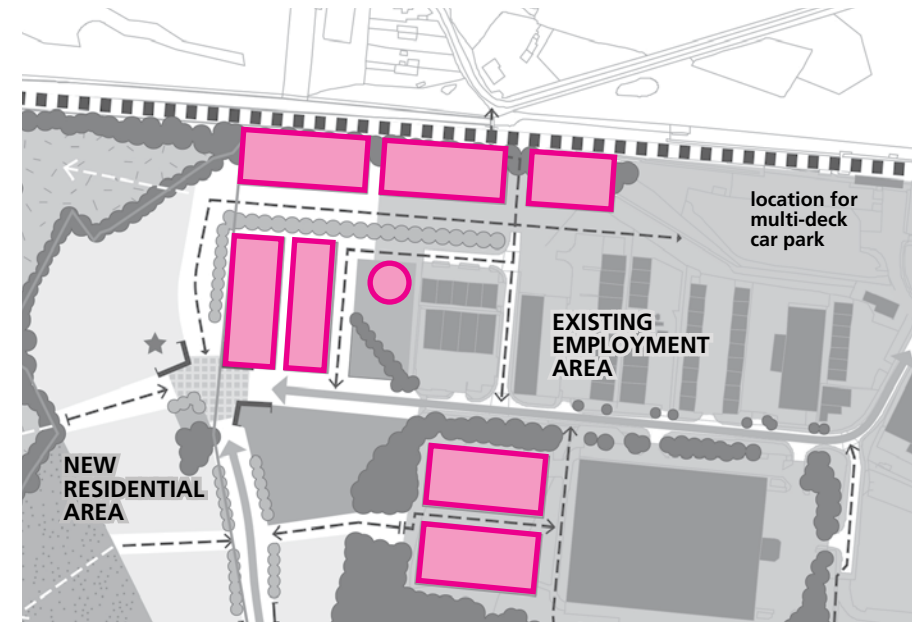 location for
multi-deck
car park
EXISTING
EMPLOYMENT
AREA
NEW
RESIDENTIAL
AREA